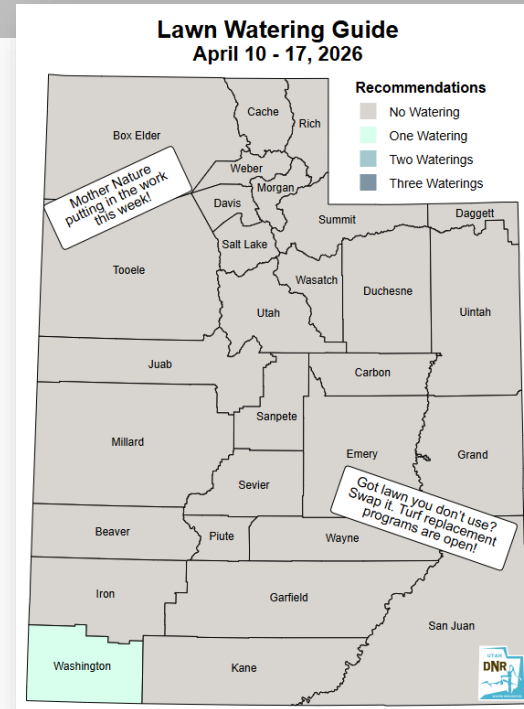 Lawn Watering Guide
April 10 - 17, 2026
Recommendations
No Watering
One Watering
Two Waterings
Three Waterings
Box Elder
Cache
Rich
Mother Nature
putting in the work
this week!
Weber
Morgan
Davis
Summit
Daggett
Salt Lake
Tooele
Wasatch
Duchesne
Uintah
Utah
Juab
Carbon
Sanpete
Millard
Emery
Grand
Sevier
Got lawn you don't use?
Swap it. Turf replacement
programs are open!
Beaver
Piute
Wayne
Iron
Garfield
San Juan
Washington
Kane
UTAH
DNR